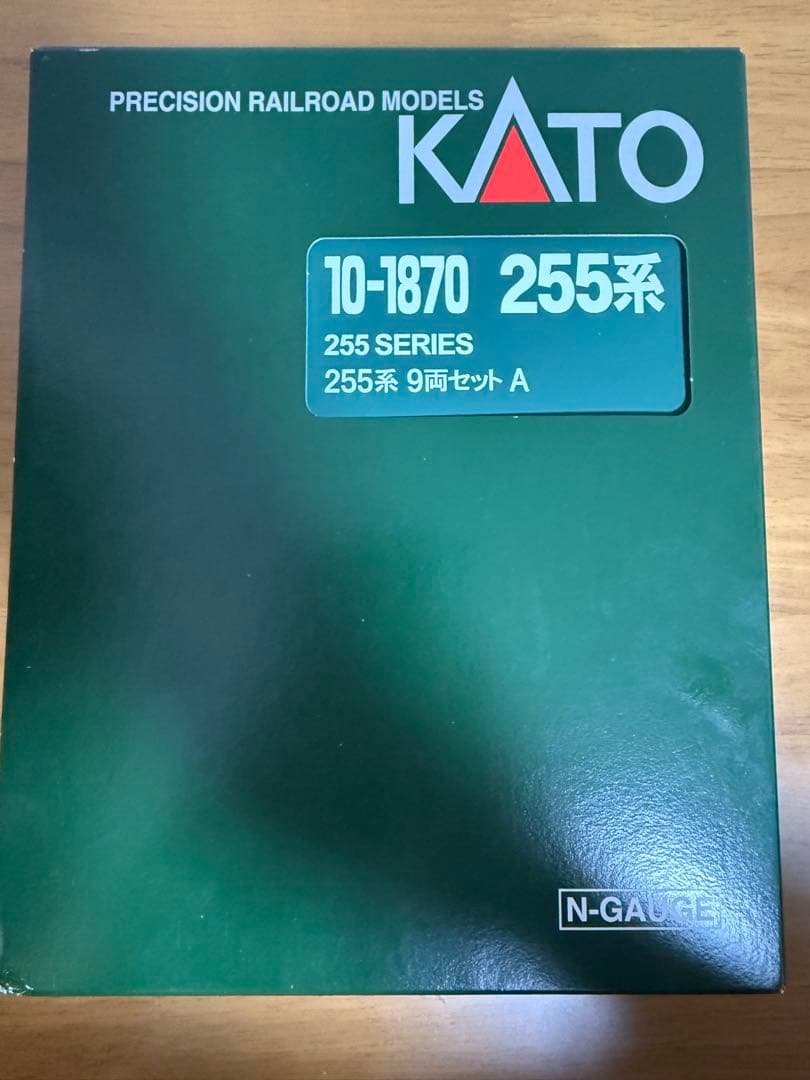 PRECISION RAILROAD MODELS
KATO
10-1870 255系
255 SERIES
255系 9両セット A
N-GAUGE